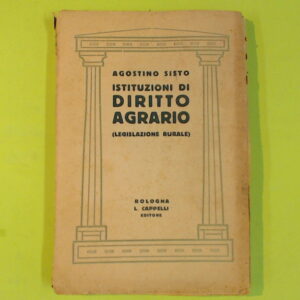 AGOSTINO SISTO
ISTITUZIONI DI
DIRITTO
AGRARIO
(LEGISLAZIONE RURALE)
BOLOGNA
L. CAPPELLI
EDITORE